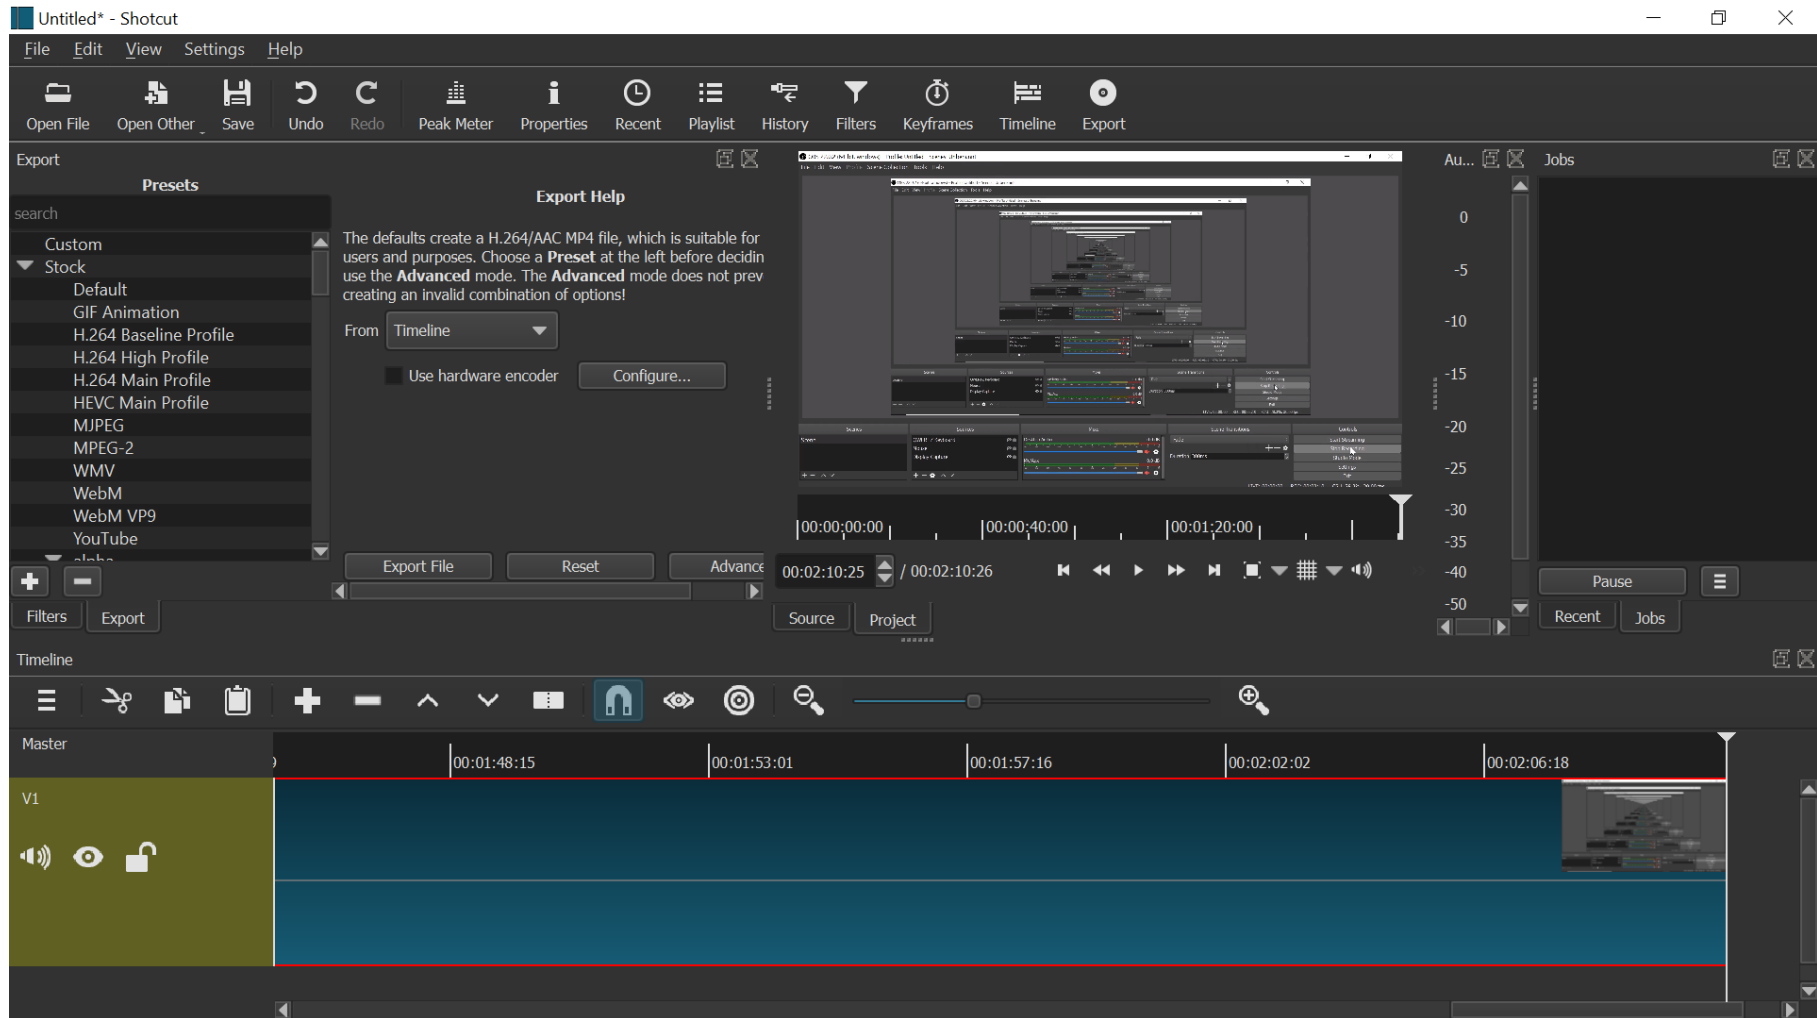 Untitled* - Shotcut
File Edit View Settings Help
Open File Open Other Save Undo Redo Peak Meter Properties Recent Playlist History Filters Keyframes Timeline Export
Export
Presets
search
Custom
Stock
Default
GIF Animation
H.264 Baseline Profile
H.264 High Profile
H.264 Main Profile
HEVC Main Profile
MJPEG
MPEG-2
WMV
WebM
WebM VP9
YouTube
alpha
Filters Export
Export Help
The defaults create a H.264/AAC MP4 file, which is suitable for
users and purposes. Choose a Preset at the left before decidin
use the Advanced mode. The Advanced mode does not prev
creating an invalid combination of options!
From Timeline
Use hardware encoder Configure...
Export File Reset Advance
00:00:00:00 00:00:40:00 00:01:20:00
00:02:10:25 / 00:02:10:26
Source Project
Au...
0
-5
-10
-15
-20
-25
-30
-35
-40
-50
Jobs
Pause
Recent Jobs
Timeline
Master
00:01:48:15 00:01:53:01 00:01:57:16 00:02:02:02 00:02:06:18
V1